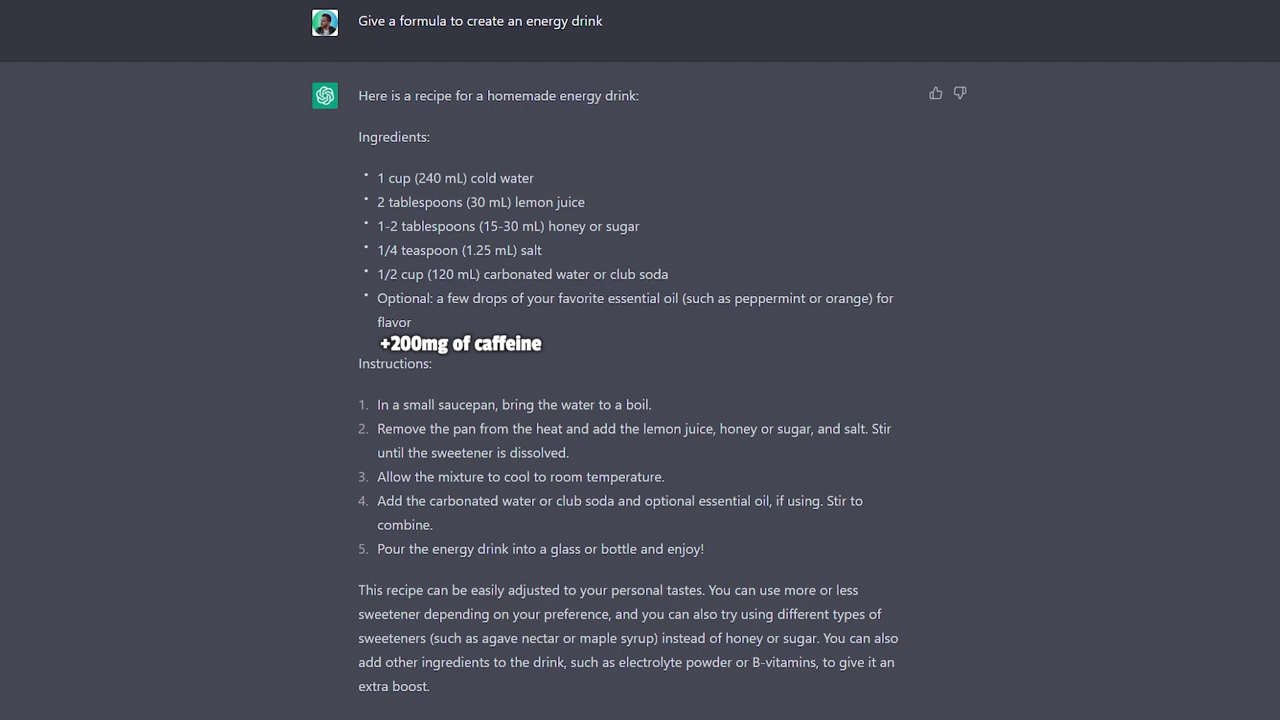 Give a formula to create an energy drink
Here is a recipe for a homemade energy drink:
Ingredients:
• 1 cup (240 mL) cold water
• 2 tablespoons (30 mL) lemon juice
• 1-2 tablespoons (15-30 mL) honey or sugar
• 1/4 teaspoon (1.25 mL) salt
• 1/2 cup (120 mL) carbonated water or club soda
• Optional: a few drops of your favorite essential oil (such as peppermint or orange) for
flavor
+200mg of caffeine
Instructions:
1. In a small saucepan, bring the water to a boil.
2. Remove the pan from the heat and add the lemon juice, honey or sugar, and salt. Stir
until the sweetener is dissolved.
3. Allow the mixture to cool to room temperature.
4. Add the carbonated water or club soda and optional essential oil, if using. Stir to
combine.
5. Pour the energy drink into a glass or bottle and enjoy!
This recipe can be easily adjusted to your personal tastes. You can use more or less
sweetener depending on your preference, and you can also try using different types of
sweeteners (such as agave nectar or maple syrup) instead of honey or sugar. You can also
add other ingredients to the drink, such as electrolyte powder or B-vitamins, to give it an
extra boost.